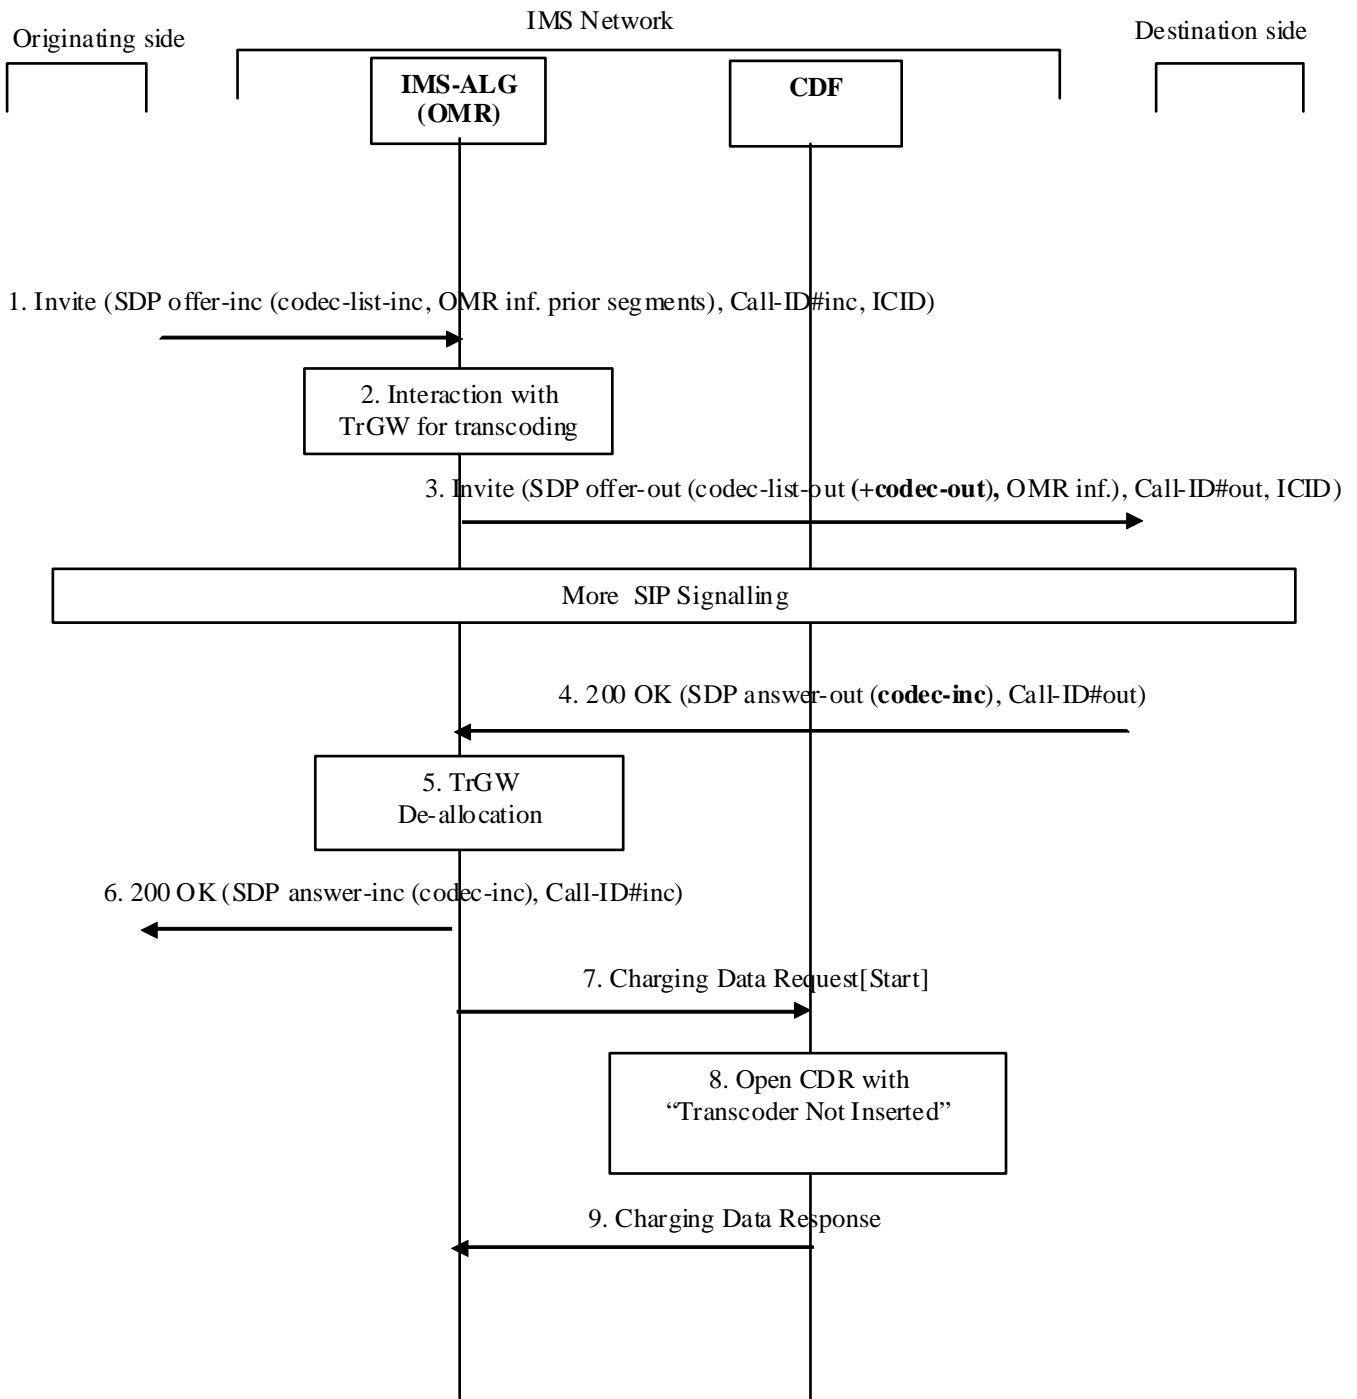 IMS Network
Originating side
Destination side
IMS-ALG
(OMR)
CDF
1. Invite (SDP offer-inc (codec-list-inc, OMR inf. prior segments), Call-ID#inc, ICID)
2. Interaction with
TrGW for transcoding
3. Invite (SDP offer-out (codec-list-out (+codec-out), OMR inf.), Call-ID#out, ICID)
More SIP Signalling
4. 200 OK (SDP answer-out (codec-inc), Call-ID#out)
5. TrGW
De-allocation
6. 200 OK (SDP answer-inc (codec-inc), Call-ID#inc)
7. Charging Data Request[Start]
8. Open CDR with
“Transcoder Not Inserted”
9. Charging Data Response